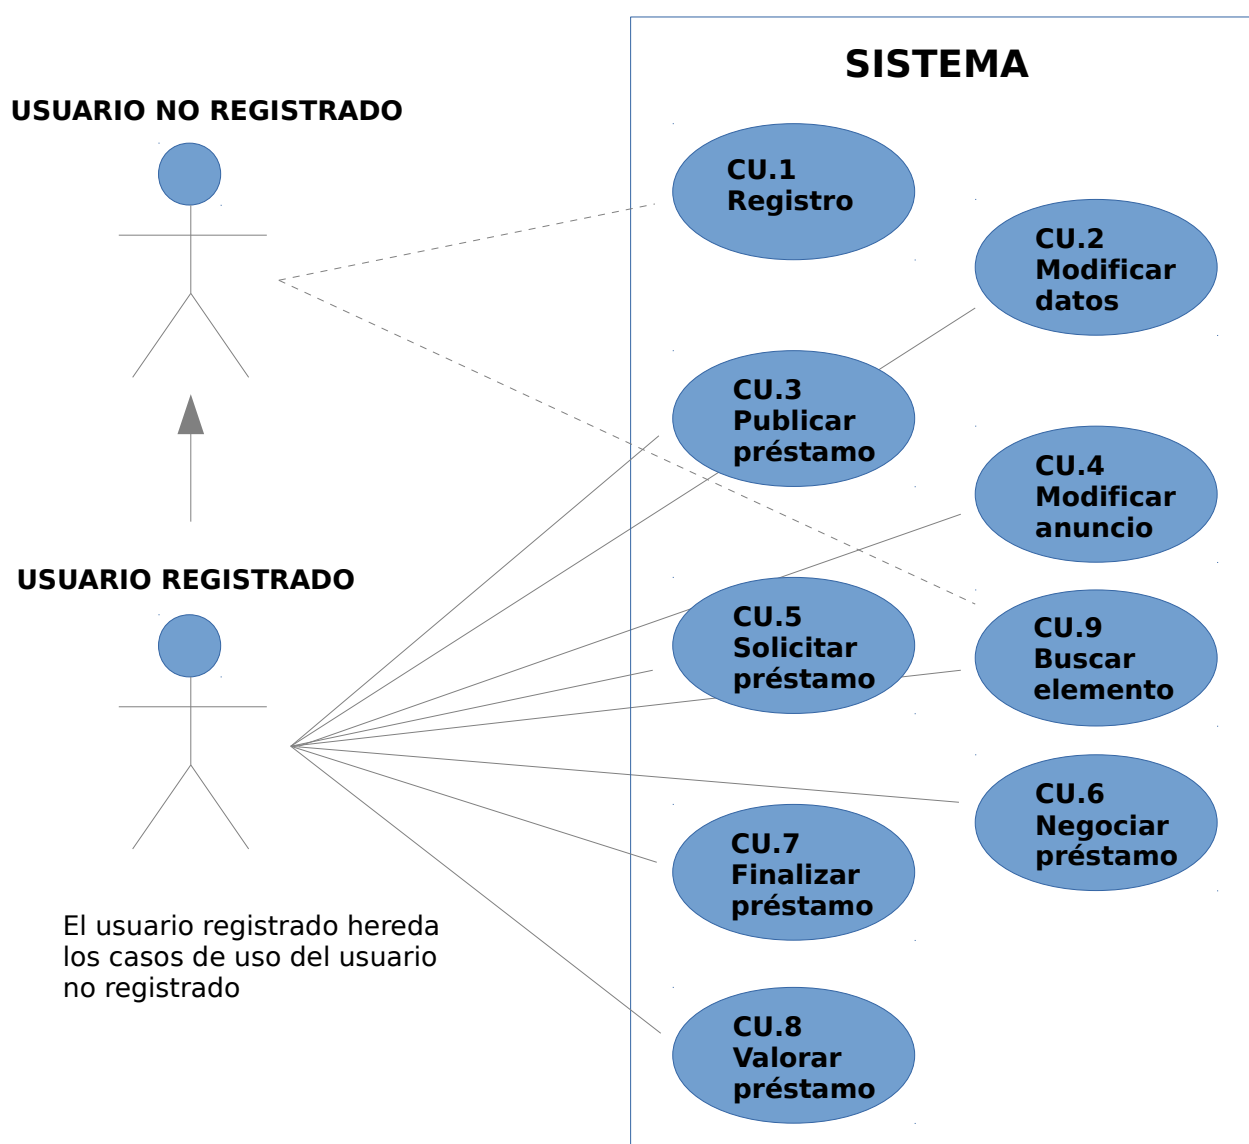 SISTEMA
USUARIO NO REGISTRADO
CU.1
Registro
CU.2
Modificar
datos
CU.3
Publicar
préstamo
CU.4
Modificar
anuncio
USUARIO REGISTRADO
CU.5
Solicitar
préstamo
CU.9
Buscar
elemento
CU.6
Negociar
préstamo
CU.7
Finalizar
préstamo
El usuario registrado hereda
los casos de uso del usuario
no registrado
CU.8
Valorar
préstamo